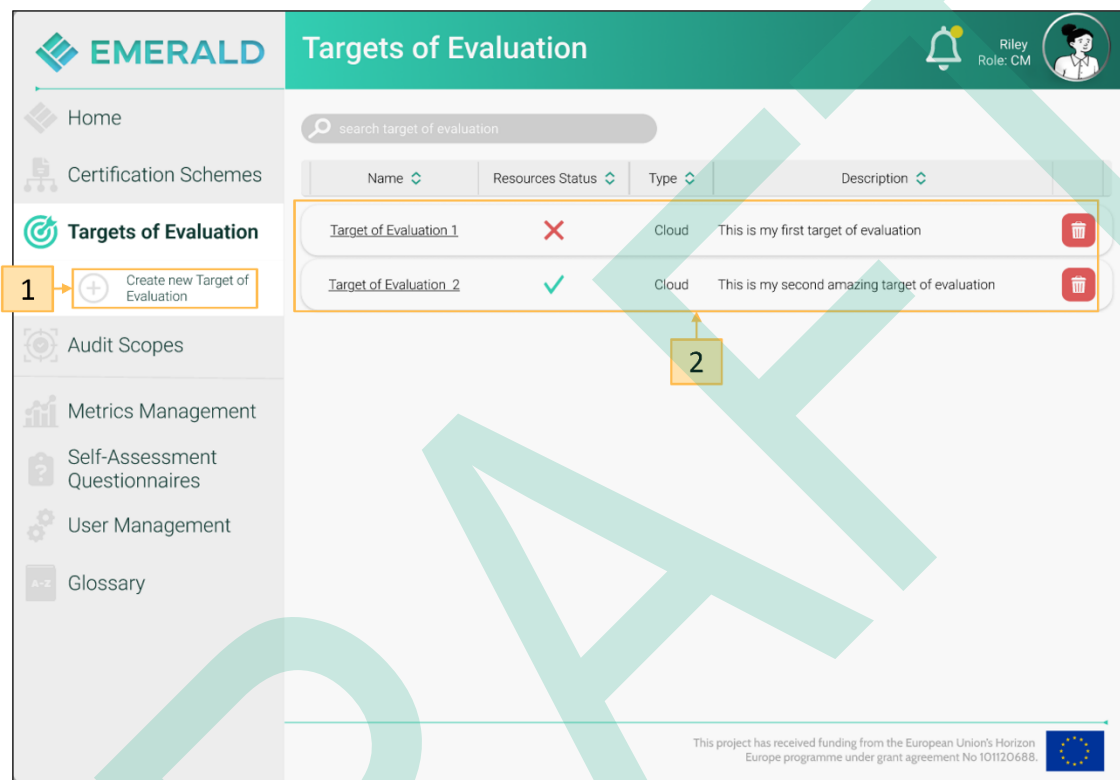 EMERALD
Targets of Evaluation
Riley
Role: CM
Home
Certification Schemes
Targets of Evaluation
1
Create new Target of
Evaluation
Audit Scopes
Metrics Management
Self-Assessment
Questionnaires
User Management
A-Z
Glossary
search target of evaluation
Name Resources Status Type Description
Target of Evaluation 1 Cloud This is my first target of evaluation
Target of Evaluation 2 Cloud This is my second amazing target of evaluation
2
This project has received funding from the European Union's Horizon
Europe programme under grant agreement No 101120688.
DRAFT